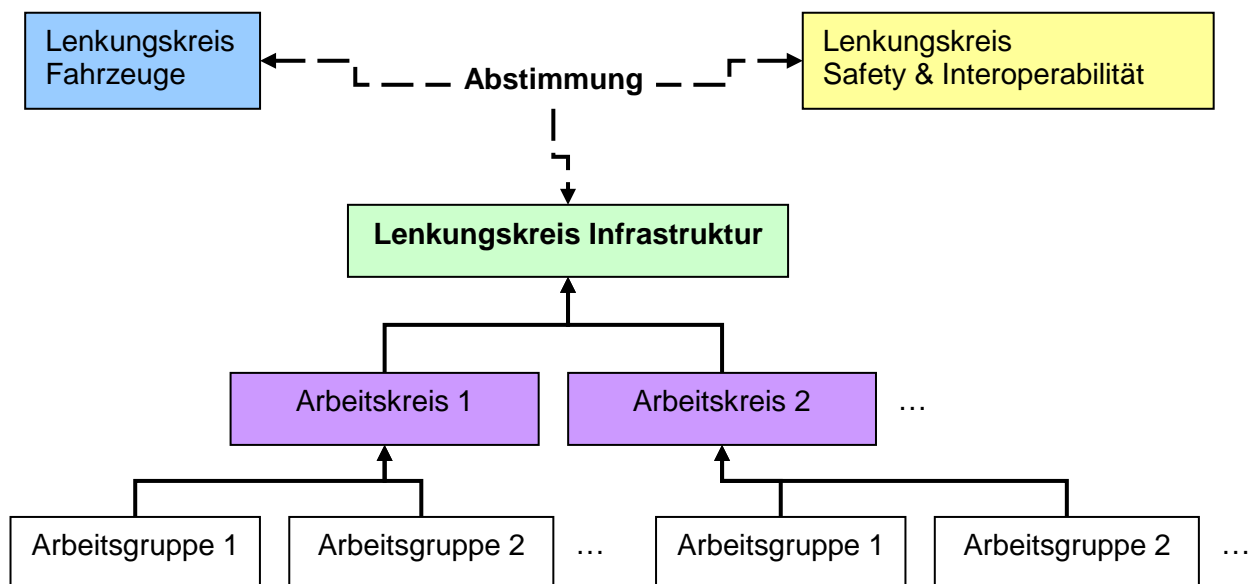 Lenkungskreis
Fahrzeuge
Abstimmung
Lenkungskreis
Safety & Interoperabilität
Lenkungskreis Infrastruktur
Arbeitskreis 1
Arbeitskreis 2
…
Arbeitsgruppe 1
Arbeitsgruppe 2
…
Arbeitsgruppe 1
Arbeitsgruppe 2
…